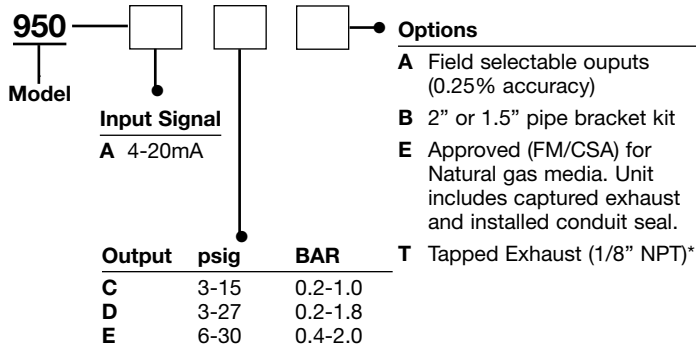 950
Model
Input Signal
A 4-20mA
Output psig BAR
C 3-15 0.2-1.0
D 3-27 0.2-1.8
E 6-30 0.4-2.0
Options
A Field selectable ouputs
(0.25% accuracy)
B 2” or 1.5” pipe bracket kit
E Approved (FM/CSA) for
Natural gas media. Unit
includes captured exhaust
and installed conduit seal.
T Tapped Exhaust (1/8” NPT)*